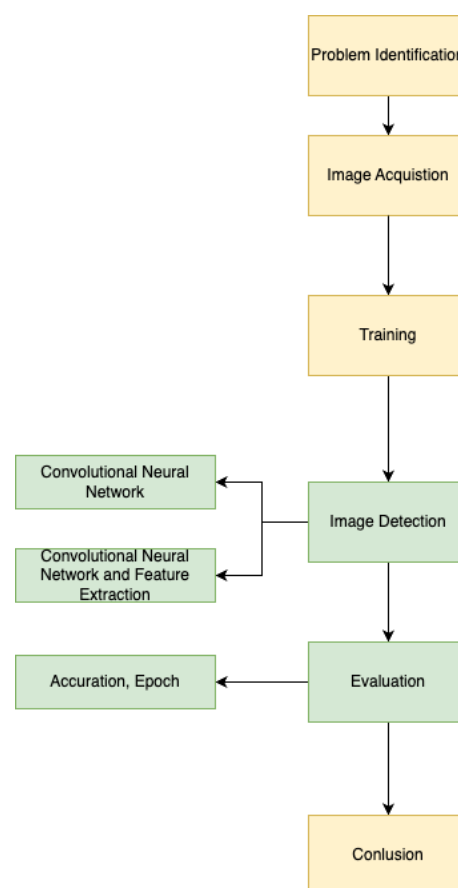 Problem Identification
Image Acquistion
Training
Convolutional Neural
Network
Image Detection
Convolutional Neural
Network and Feature
Extraction
Accuration, Epoch
Evaluation
Conlusion